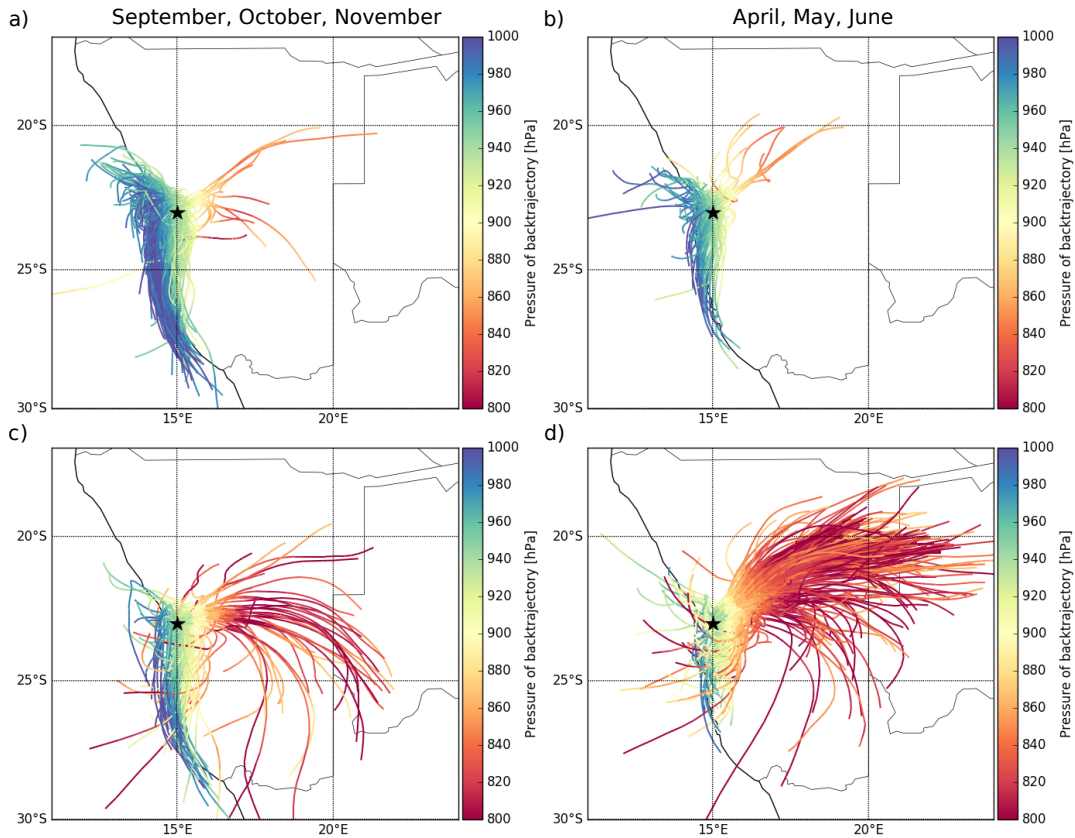 a) September, October, November
b) April, May, June
20°S
25°S
30°S
15°E
20°E
1000
980
960
940
920
900
880
860
840
820
800
Pressure of backtrajectory [hPa]
20°S
25°S
30°S
15°E
20°E
1000
980
960
940
920
900
880
860
840
820
800
Pressure of backtrajectory [hPa]
c)
20°S
25°S
30°S
15°E
20°E
1000
980
960
940
920
900
880
860
840
820
800
Pressure of backtrajectory [hPa]
d)
20°S
25°S
30°S
15°E
20°E
1000
980
960
940
920
900
880
860
840
820
800
Pressure of backtrajectory [hPa]